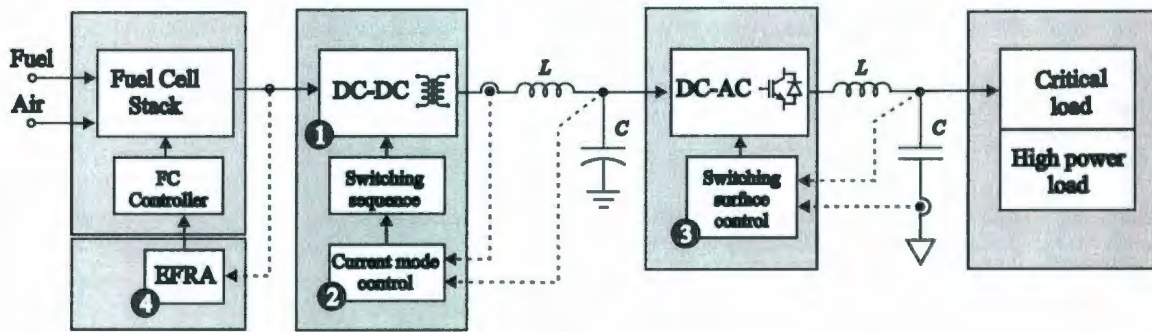 Fuel
Air
Fuel Cell
Stack
FC
Controller
EFRA
4
DC-DC
1
Switching
sequence
Current mode
control
2
L
C
DC-AC
Switching
surface
control
3
L
C
Critical
load
High power
load